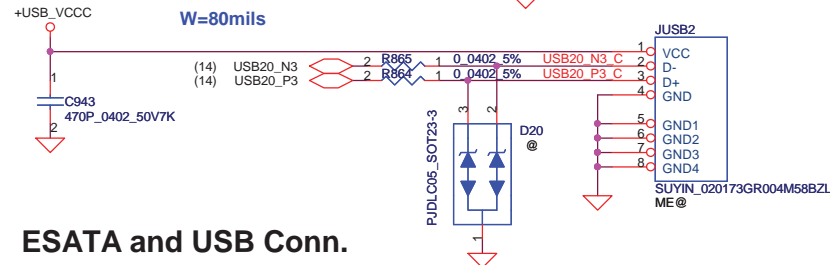 +USB_VCCC
W=80mils
JUSB2
(14) USB20_N3 2 R865 1 0_0402_5% USB20_N3_C
(14) USB20_P3 2 R864 1 0_0402_5% USB20_P3_C
1 VCC
2 D-
3 D+
4 GND
5 GND1
6 GND2
7 GND3
8 GND4
SUYIN_020173GR004M58BZL
ME@
1
C943
470P_0402_50V7K
2
3
2
D20
@
PJDLC05_SOT23-3
1
ESATA and USB Conn.